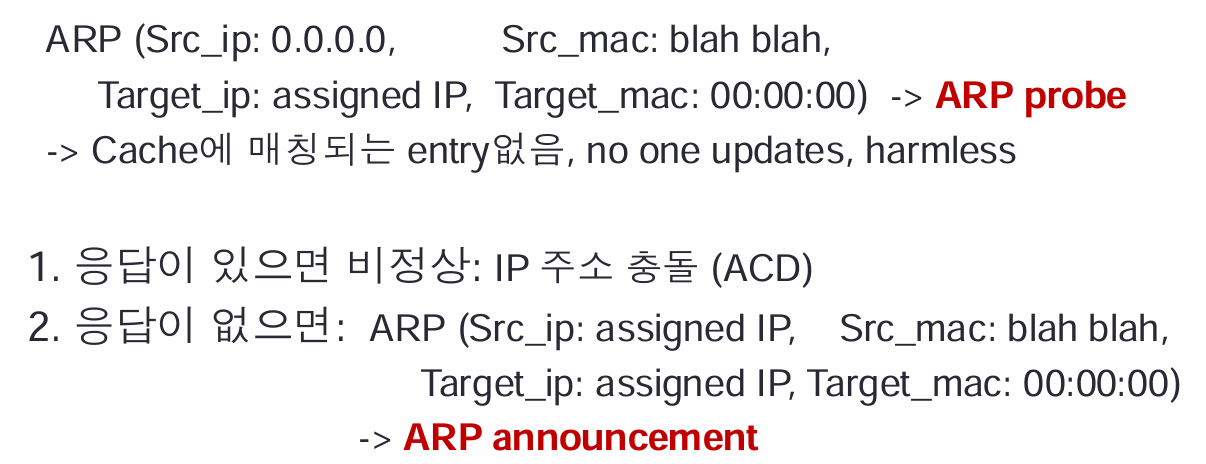 ARP (Src_ip: 0.0.0.0, Src_mac: blah blah,
Target_ip: assigned IP, Target_mac: 00:00:00) -> ARP probe
-> Cache에 매칭되는 entry없음, no one updates, harmless
1. 응답이 있으면 비정상: IP 주소 충돌 (ACD)
2. 응답이 없으면: ARP (Src_ip: assigned IP, Src_mac: blah blah,
Target_ip: assigned IP, Target_mac: 00:00:00)
-> ARP announcement